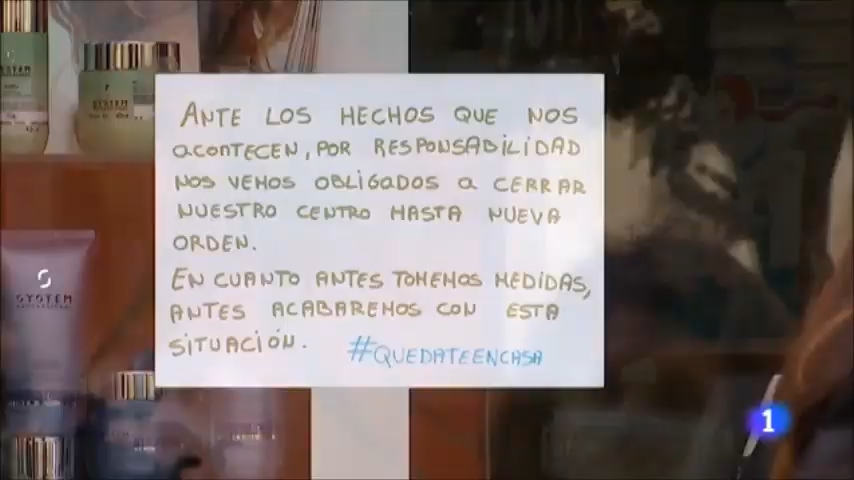 ANTE LOS HECHOS QUE NOS
ACONTECEN, POR RESPONSABILIDAD
NOS VEMOS OBLIGADOS A CERRAR
NUESTRO CENTRO HASTA NUEVA
ORDEN.
EN CUANTO ANTES TOMEMOS MEDIDAS,
ANTES ACABAREMOS CON ESTA
SITUACIÓN.
#QUEDATEENCASA
SYSTEM
SYSTEM
1